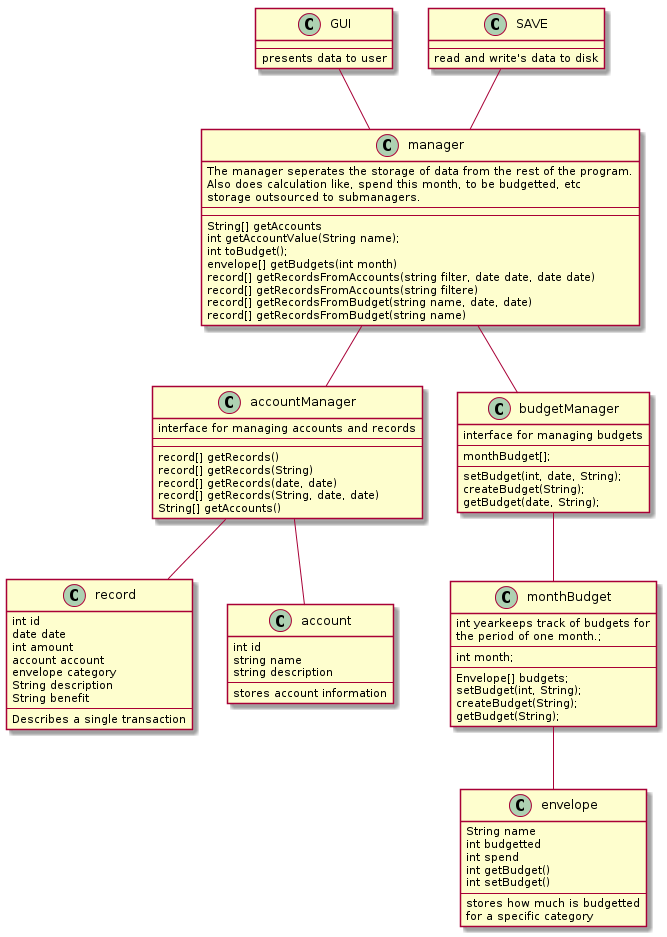 C GUI
presents data to user
C SAVE
read and write's data to disk
C manager
The manager seperates the storage of data from the rest of the program.
Also does calculation like, spend this month, to be budgetted, etc
storage outsourced to submanagers.
String[] getAccounts
int getAccountValue(String name);
int toBudget();
envelope[] getBudgets(int month)
record[] getRecordsFromAccounts(string filter, date date, date date)
record[] getRecordsFromAccounts(string filtere)
record[] getRecordsFromBudget(string name, date, date)
record[] getRecordsFromBudget(string name)
C accountManager
interface for managing accounts and records
record[] getRecords()
record[] getRecords(String)
record[] getRecords(date, date)
record[] getRecords(String, date, date)
String[] getAccounts()
C budgetManager
interface for managing budgets
monthBudget[];
setBudget(int, date, String);
createBudget(String);
getBudget(date, String);
C record
int id
date date
int amount
account account
envelope category
String description
String benefit
Describes a single transaction
C account
int id
string name
string description
stores account information
C monthBudget
int yearkeeps track of budgets for
the period of one month.;
int month;
Envelope[] budgets;
setBudget(int, String);
createBudget(String);
getBudget(String);
C envelope
String name
int budgetted
int spend
int getBudget()
int setBudget()
stores how much is budgetted
for a specific category